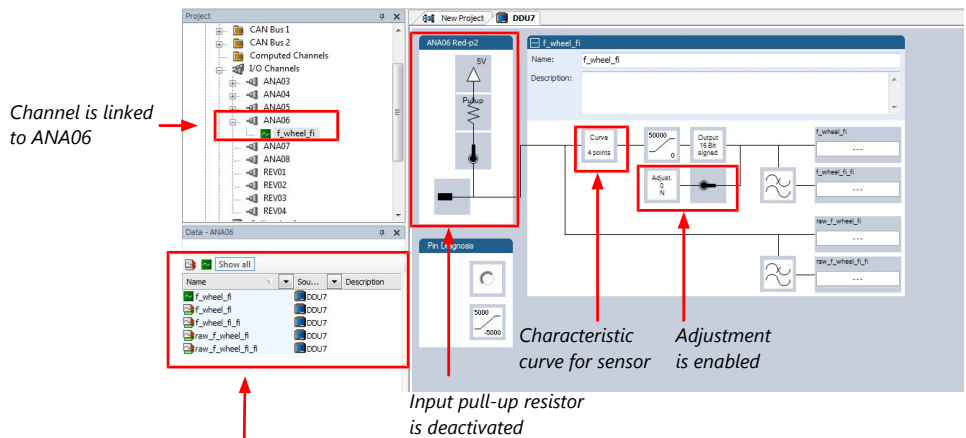 Project
CAN Bus 1
CAN Bus 2
Computed Channels
I/O Channels
ANA03
ANA04
ANA05
ANA06
f_wheel_fi
ANA07
ANA08
REV01
REV02
REV03
REV04
Channel is linked
to ANA06
Data - ANA06
Show all
Name \ Sou... Description
f_wheel_fi DDU7
f_wheel_fi DDU7
f_wheel_fi_fi DDU7
raw_f_wheel_fi DDU7
raw_f_wheel_fi_fi DDU7
New Project DDU7
ANA06 Red-p2
5V
Pullup
Pin Diagnosis
5000
-5000
f_wheel_fi
Name: f_wheel_fi
Description:
Curve
4 points
50000
0
Output
16 Bit
signed
Adjust.
0
N
f_wheel_fi
---
f_wheel_fi_fi
---
raw_f_wheel_fi
---
raw_f_wheel_fi_fi
---
Characteristic
curve for sensor
Adjustment
is enabled
Input pull-up resistor
is deactivated